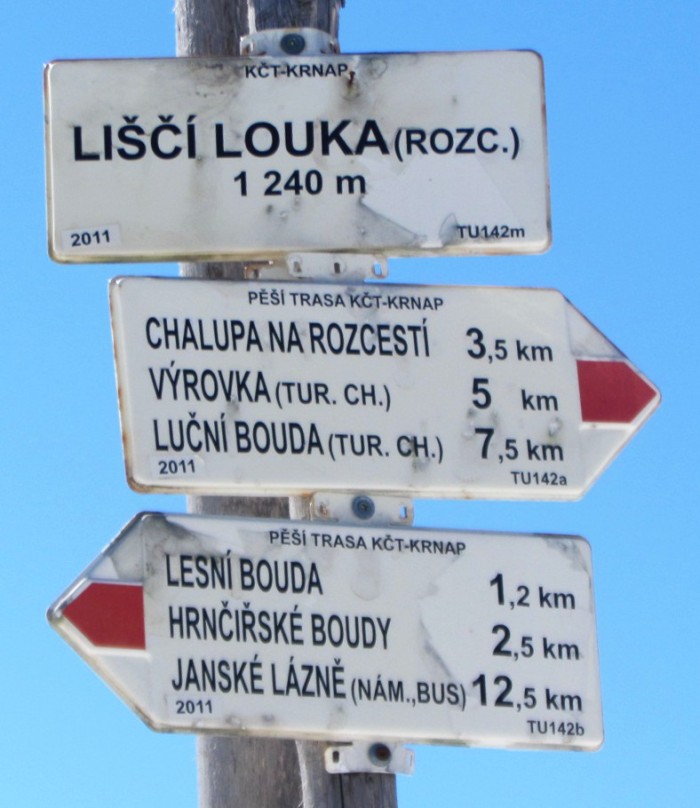 KČT-KRNAP
LIŠČÍ LOUKA (ROZC.)
1 240 m
2011 TU142m
PĚŠÍ TRASA KČT-KRNAP
CHALUPA NA ROZCESTÍ 3,5 km
VÝROVKA (TUR. CH.) 5 km
LUČNÍ BOUDA (TUR. CH.) 7,5 km
2011 TU142a
PĚŠÍ TRASA KČT-KRNAP
LESNÍ BOUDA 1,2 km
HRNČIŘSKÉ BOUDY 2,5 km
JANSKÉ LÁZNĚ (NÁM.,BUS) 12,5 km
2011 TU142b